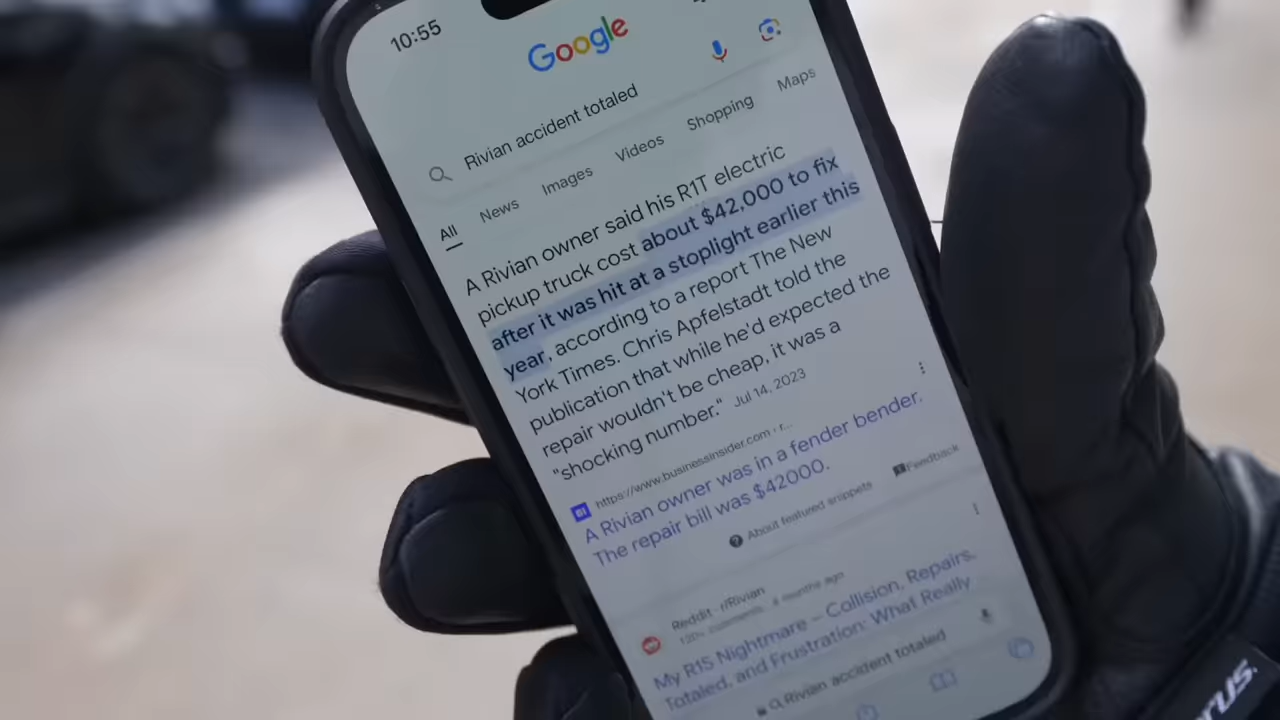 10:55
Google
Rivian accident totaled
All
News
Images
Videos
Shopping
Maps
A Rivian owner said his R1T electric
pickup truck cost about $42,000 to fix
after it was hit at a stoplight earlier this
year, according to a report The New
York Times. Chris Apfelstadt told the
publication that while he'd expected the
repair wouldn't be cheap, it was a
"shocking number." Jul 14, 2023
https://www.businessinsider.com › r...
A Rivian owner was in a fender bender.
The repair bill was $42000.
About featured snippets
Feedback
Reddit · r/Rivian
120+ comments · months ago
My R1S Nightmare – Collision, Repairs,
Totaled, and Frustration: What Really
Rivian accident totaled